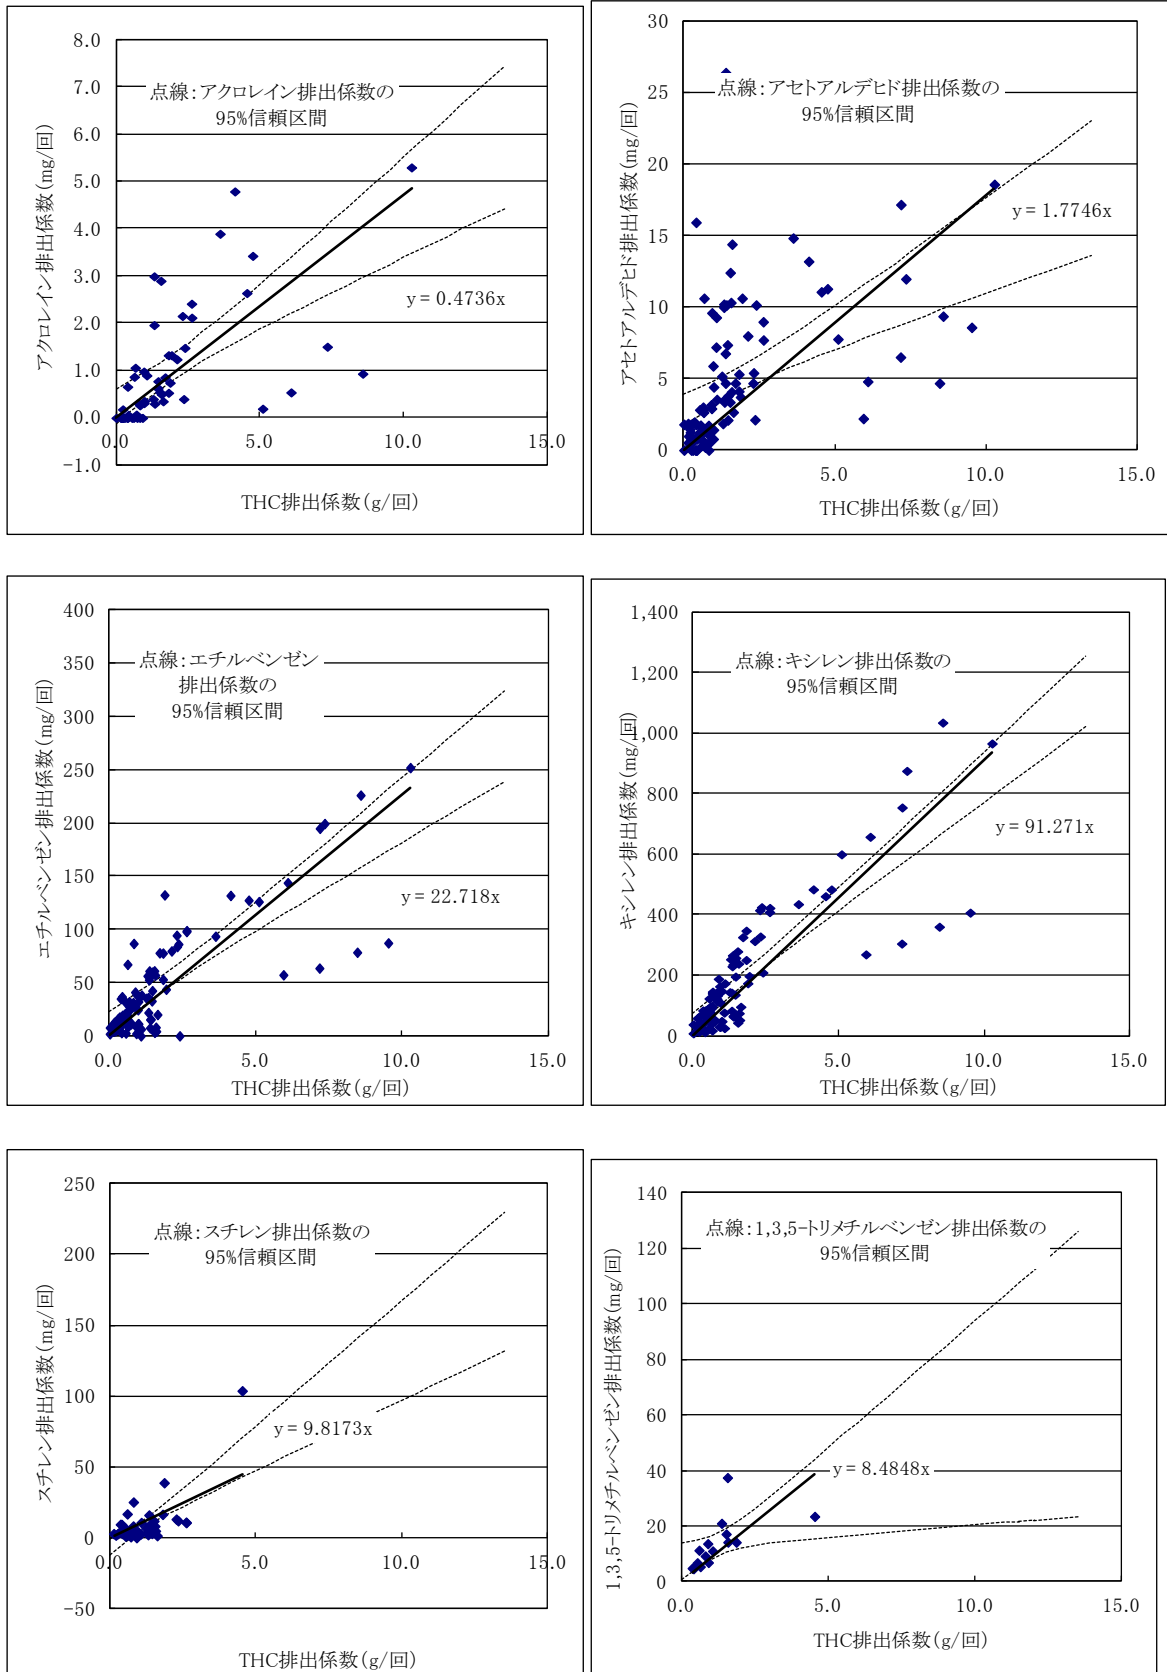 8.0
7.0
6.0
5.0
4.0
3.0
2.0
1.0
0.0
-1.0
アクロレイン排出係数(mg/回)
点線:アクロレイン排出係数の
95%信頼区間
y = 0.4736x
0.0 5.0 10.0 15.0
THC排出係数(g/回)
30
25
20
15
10
5
0
アセトアルデヒド排出係数(mg/回)
点線:アセトアルデヒド排出係数の
95%信頼区間
y = 1.7746x
0.0 5.0 10.0 15.0
THC排出係数(g/回)
400
350
300
250
200
150
100
50
0
エチルベンゼン排出係数(mg/回)
点線:エチルベンゼン
排出係数の
95%信頼区間
y = 22.718x
0.0 5.0 10.0 15.0
THC排出係数(g/回)
1,400
1,200
1,000
800
600
400
200
0
キシレン排出係数(mg/回)
点線:キシレン排出係数の
95%信頼区間
y = 91.271x
0.0 5.0 10.0 15.0
THC排出係数(g/回)
250
200
150
100
50
0
-50
スチレン排出係数(mg/回)
点線:スチレン排出係数の
95%信頼区間
y = 9.8173x
0.0 5.0 10.0 15.0
THC排出係数(g/回)
140
120
100
80
60
40
20
0
1,3,5-トリメチルベンゼン排出係数(mg/回)
点線:1,3,5-トリメチルベンゼン排出係数の
95%信頼区間
y = 8.4848x
0.0 5.0 10.0 15.0
THC排出係数(g/回)